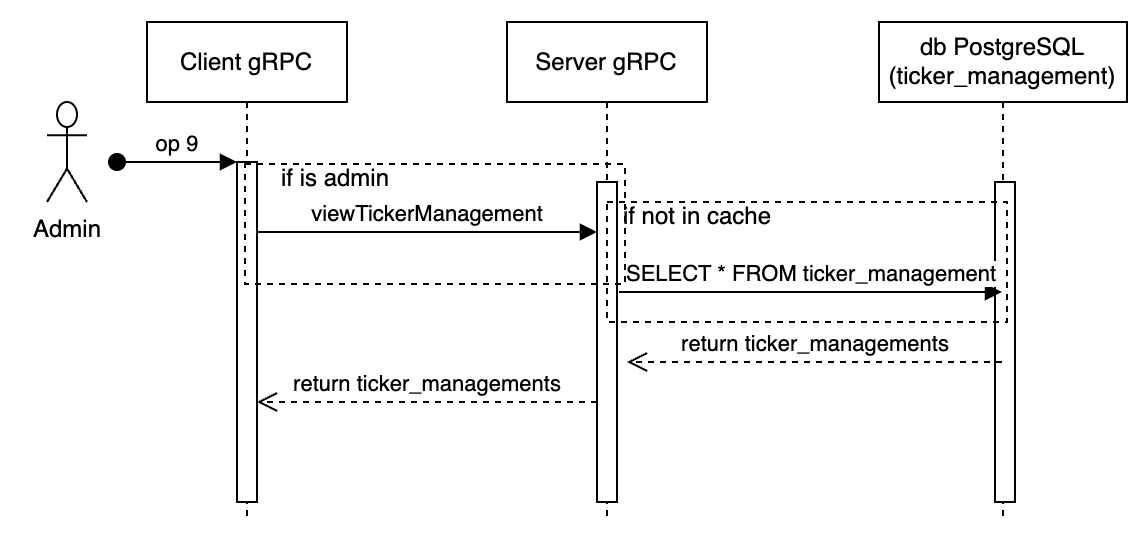 Client gRPC
Server gRPC
db PostgreSQL
(ticker_management)
op 9
Admin
if is admin
viewTickerManagement
if not in cache
SELECT * FROM ticker_management
return ticker_managements
return ticker_managements